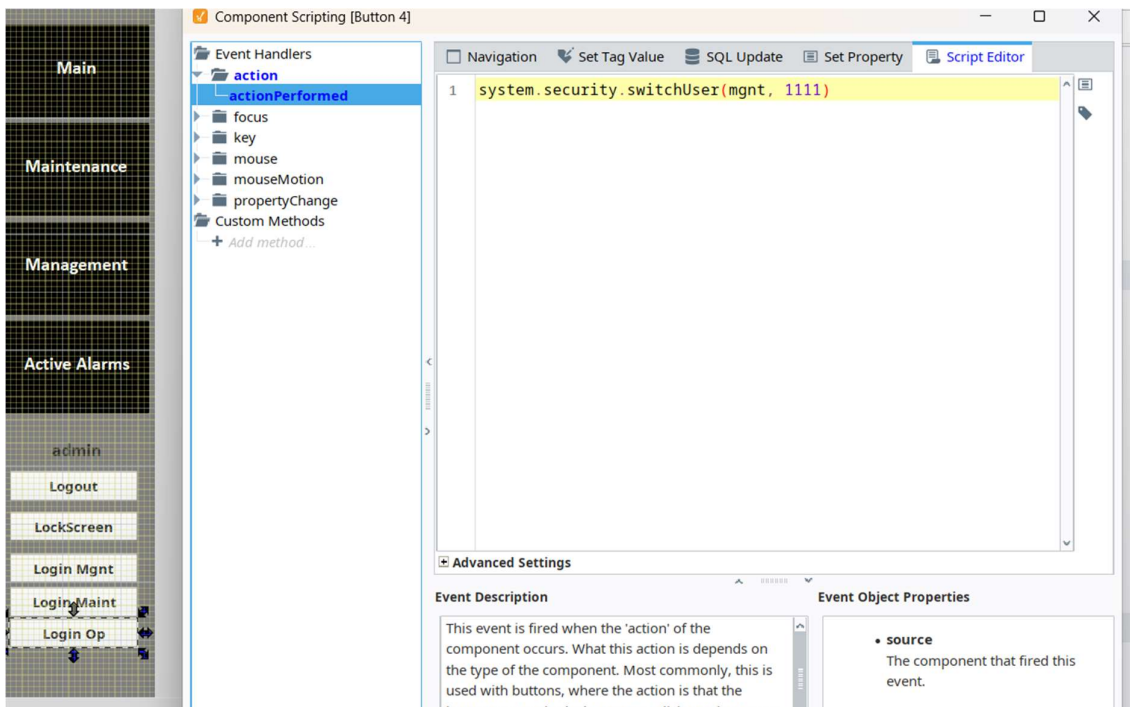 Component Scripting [Button 4]
Main
Maintenance
Management
Active Alarms
admin
Logout
LockScreen
Login Mgnt
Login Maint
Login Op
Event Handlers
action
actionPerformed
focus
key
mouse
mouseMotion
propertyChange
Custom Methods
Add method...
Navigation Set Tag Value SQL Update Set Property Script Editor
1 system.security.switchUser(mgnt, 1111)
Advanced Settings
Event Description
This event is fired when the 'action' of the
component occurs. What this action is depends on
the type of the component. Most commonly, this is
used with buttons, where the action is that the
Event Object Properties
• source
The component that fired this
event.